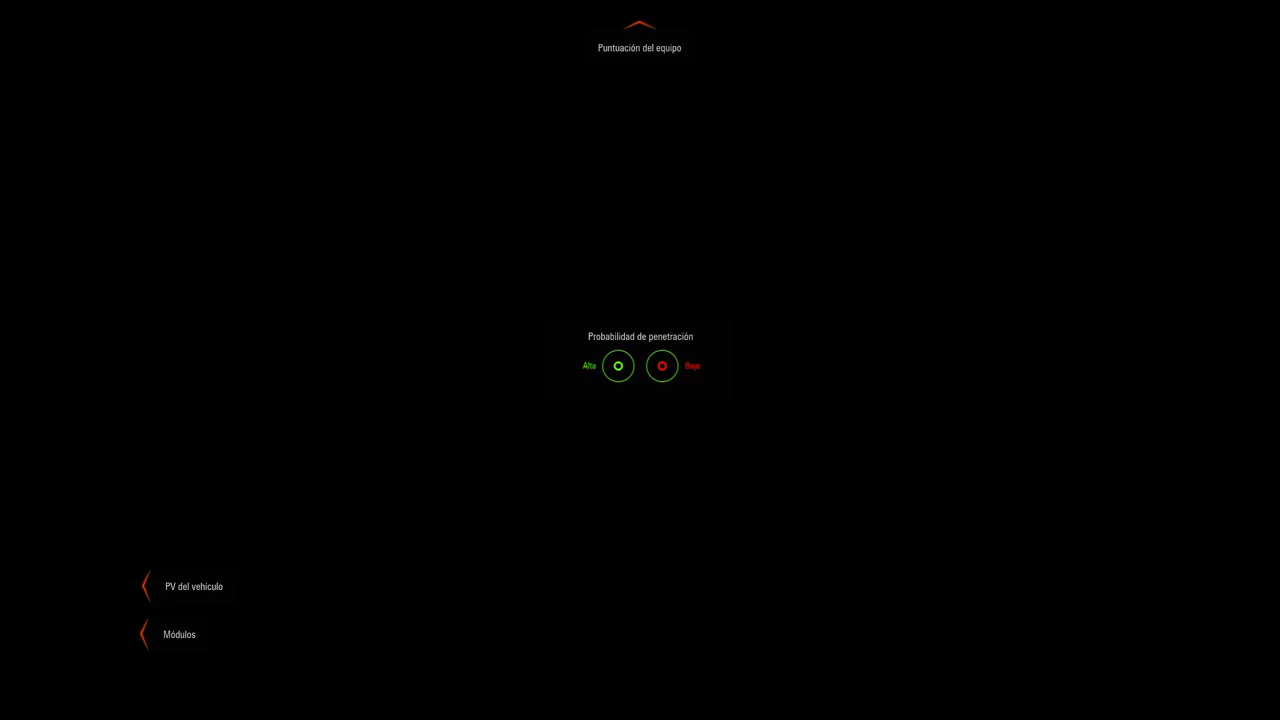 Puntuación del equipo
Probabilidad de penetración
Alta Baja
PV del vehículo
Módulos